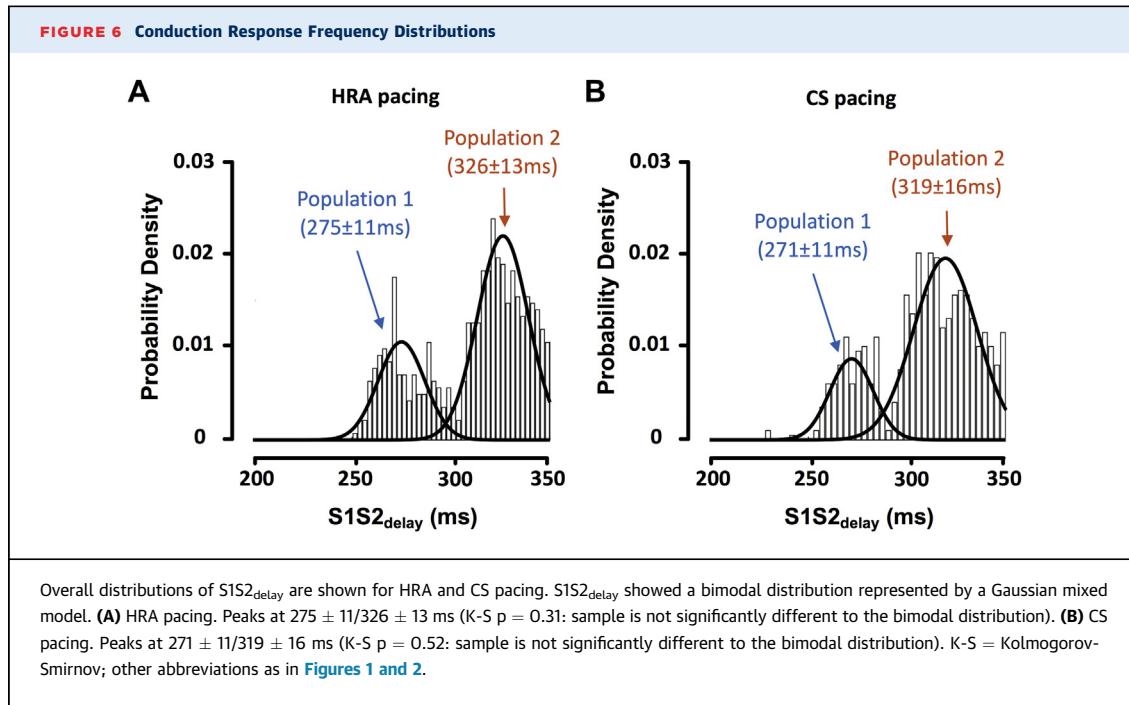 FIGURE 6 Conduction Response Frequency Distributions
A
HRA pacing
Population 1
(275±11ms)
Population 2
(326±13ms)
Probability Density
0.03
0.02
0.01
0
200 250 300 350
S1S2delay (ms)
B
CS pacing
Population 1
(271±11ms)
Population 2
(319±16ms)
Probability Density
0.03
0.02
0.01
0
200 250 300 350
S1S2delay (ms)
Overall distributions of S1S2delay are shown for HRA and CS pacing. S1S2delay showed a bimodal distribution represented by a Gaussian mixed
model. (A) HRA pacing. Peaks at 275 ± 11/326 ± 13 ms (K-S p = 0.31: sample is not significantly different to the bimodal distribution). (B) CS
pacing. Peaks at 271 ± 11/319 ± 16 ms (K-S p = 0.52: sample is not significantly different to the bimodal distribution). K-S = Kolmogorov-
Smirnov; other abbreviations as in Figures 1 and 2.